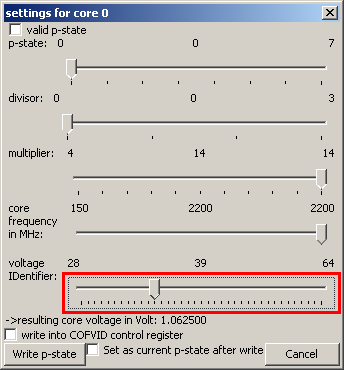 settings for core 0
valid p-state
p-state: 0 0 7
divisor: 0 0 3
multiplier: 4 14 14
core 150 2200 2200
frequency
in MHz:
voltage 28 39 64
IDentifier:
->resulting core voltage in Volt: 1.062500
write into COFVID control register
Write p-state Set as current p-state after write Cancel